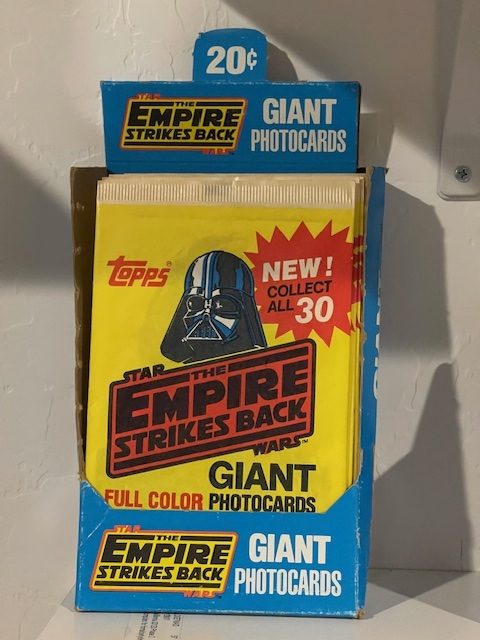 20¢
STAR
THE
EMPIRE
STRIKES BACK
WARS
GIANT
PHOTOCARDS
topps®
NEW!
COLLECT
ALL 30
STAR
THE
EMPIRE
STRIKES BACK
WARS™
GIANT
FULL COLOR PHOTOCARDS
STAR
THE
EMPIRE
STRIKES BACK
WARS
GIANT
PHOTOCARDS